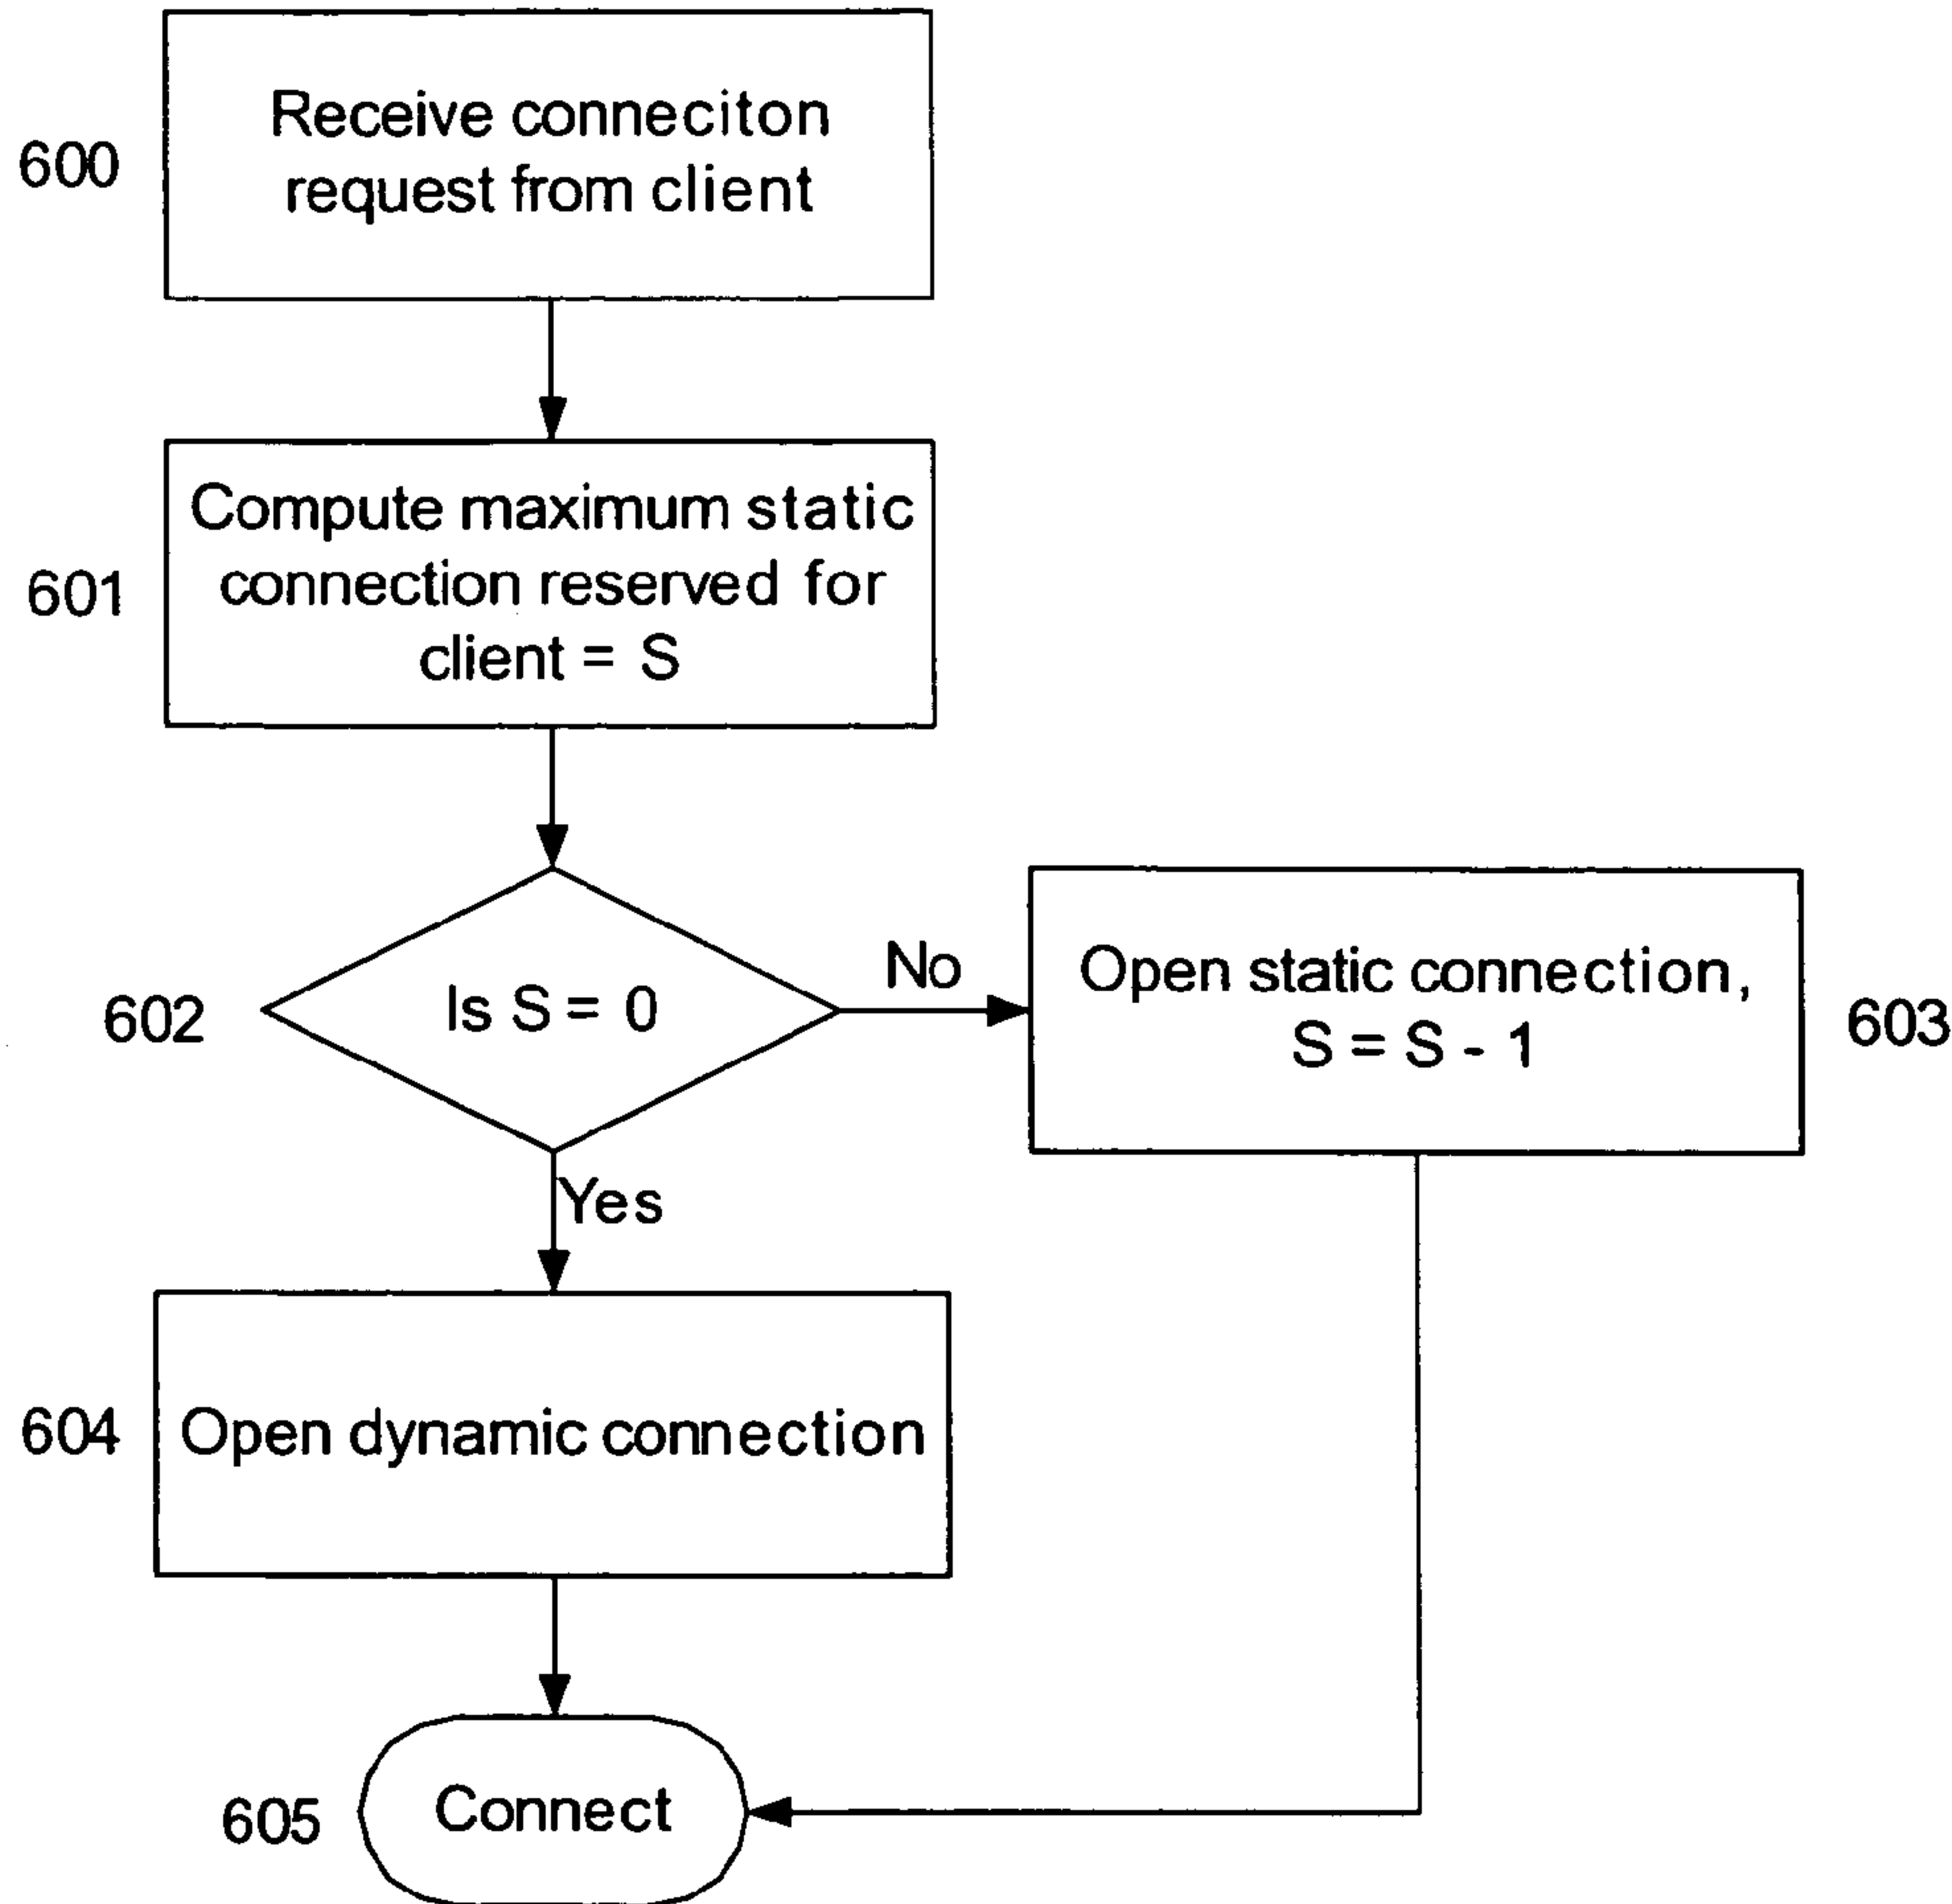 600
Receive conneciton
request from client
601
Compute maximum static
connection reserved for
client = S
602
Is S = 0
No
Open static connection,
S = S - 1
603
Yes
604
Open dynamic connection
605
Connect